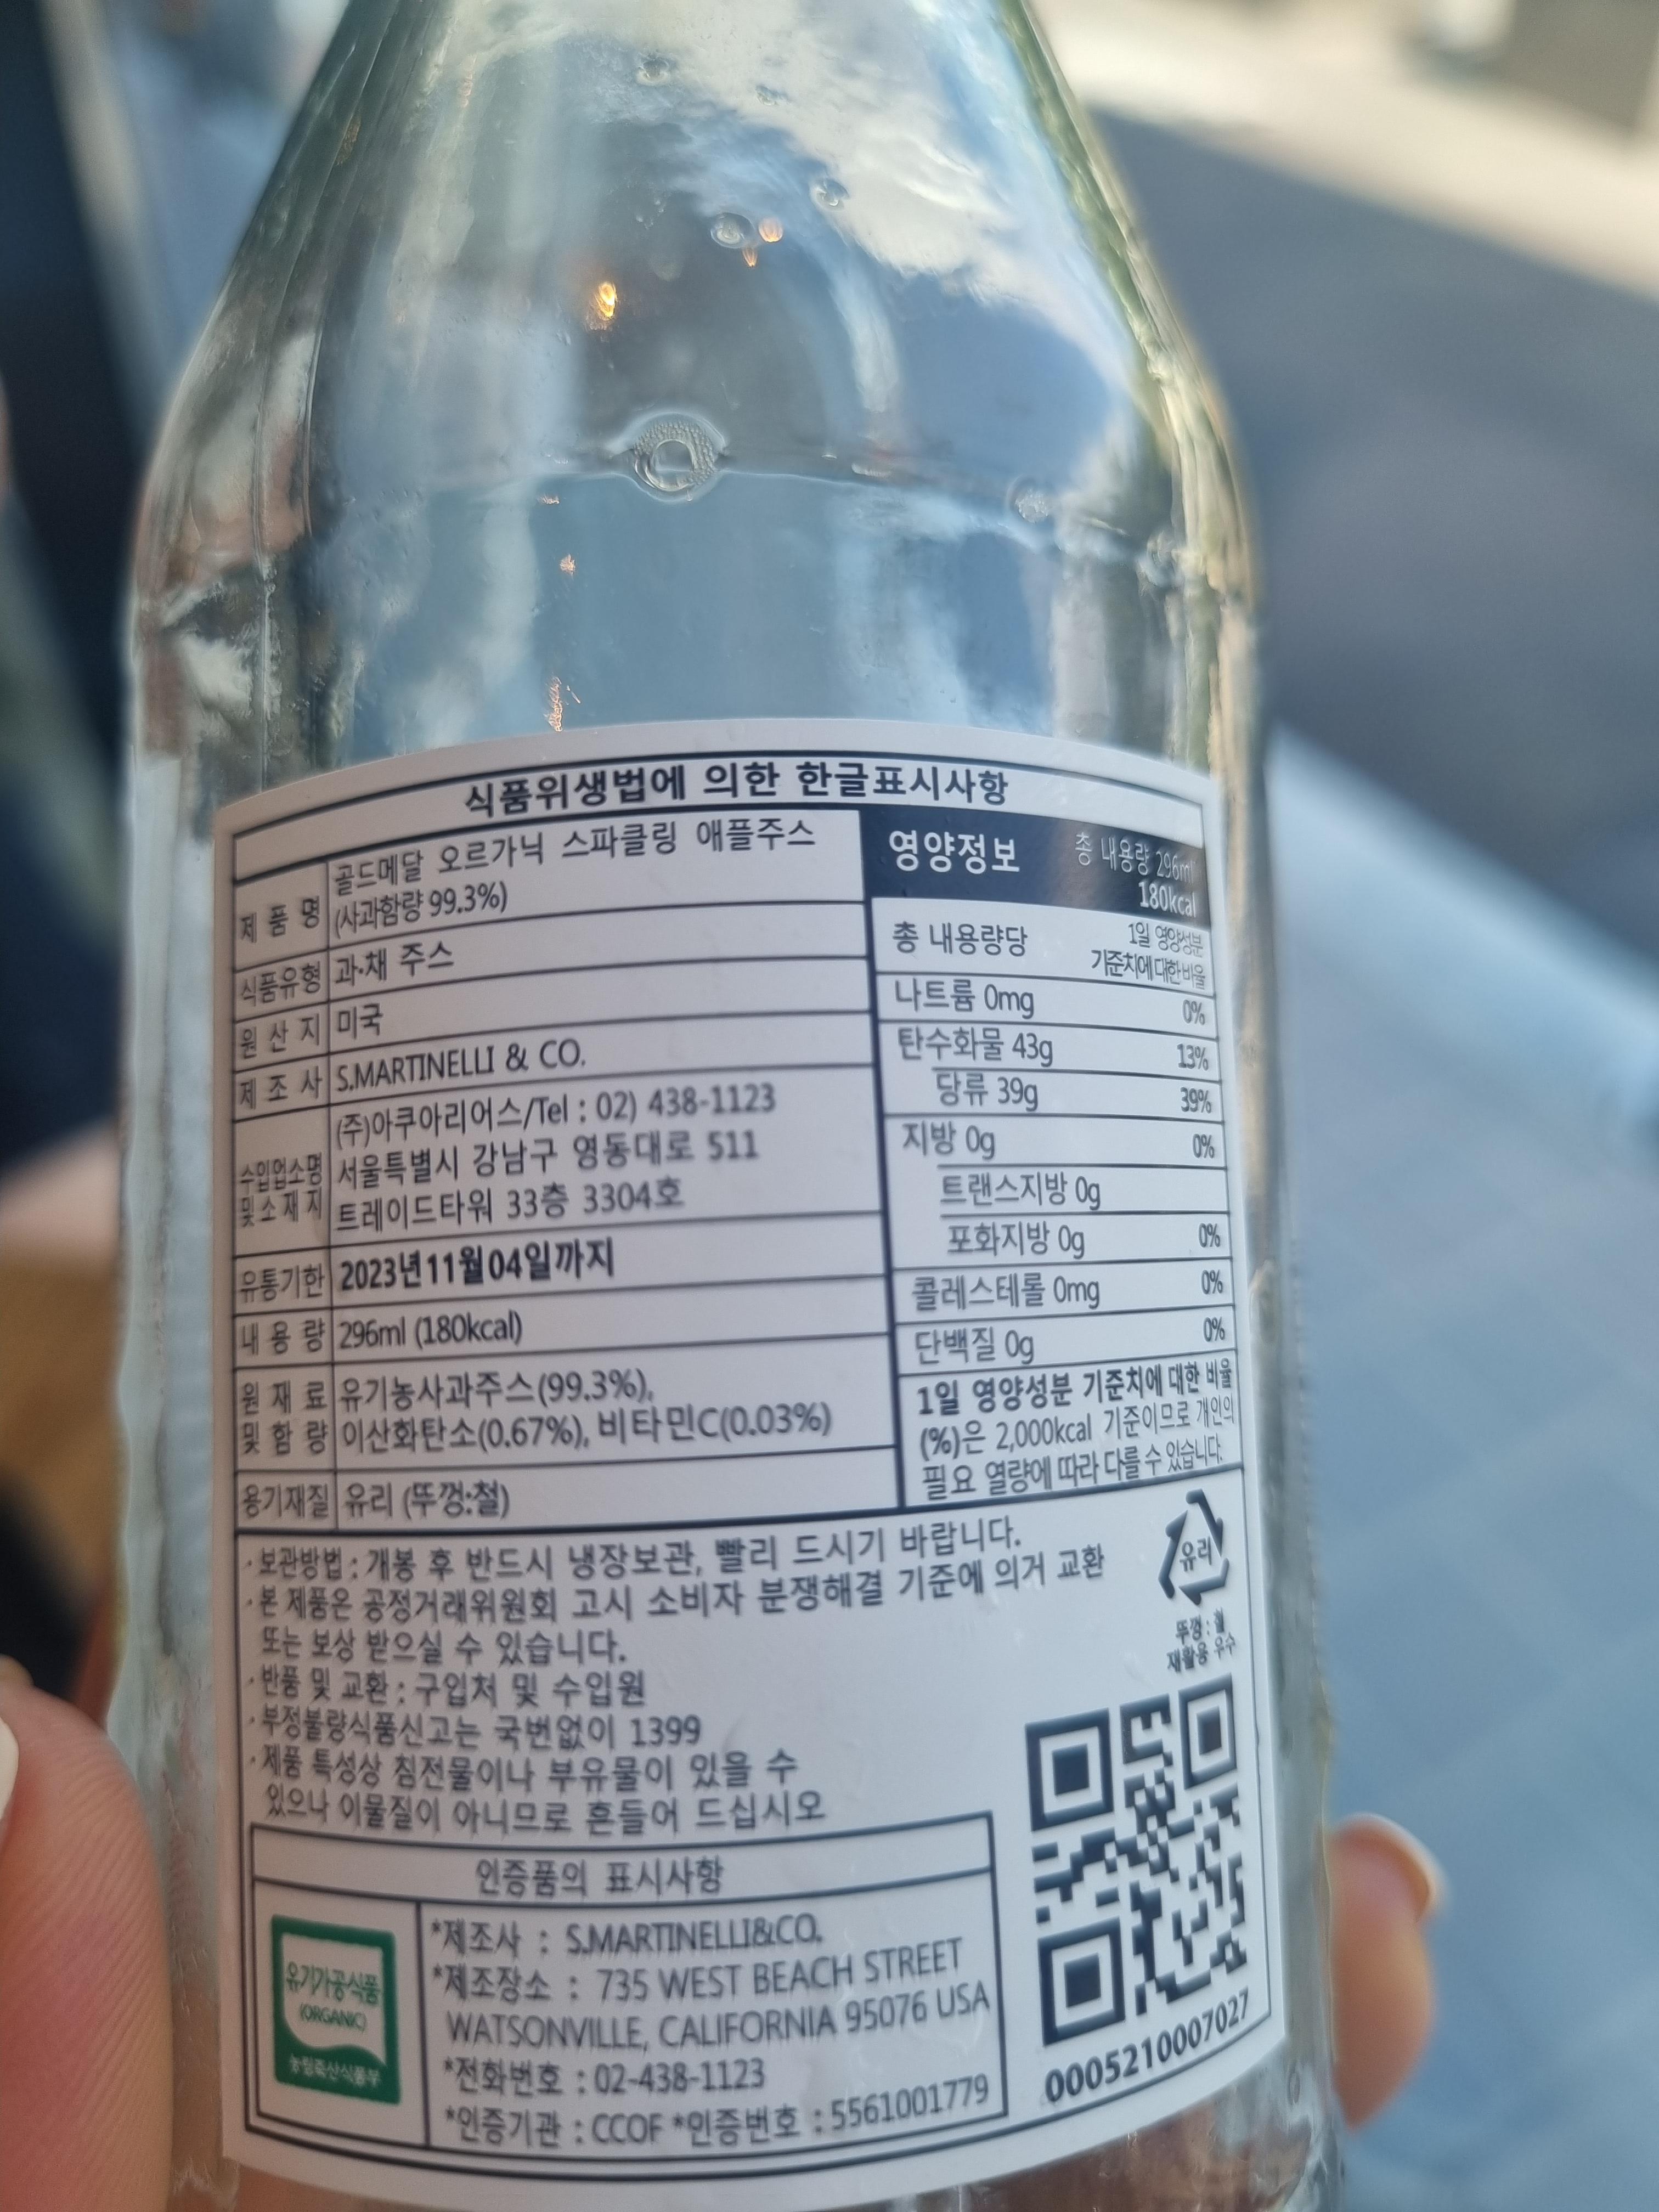 식품위생법에 의한 한글표시사항
제 품 명
골드메달 오르가닉 스파클링 애플주스
(사과함량 99.3%)
식품유형
과·채 주스
원 산 지
미국
제 조 사
S.MARTINELLI & CO.
수입업소명
및 소 재 지
(주)아쿠아리어스/Tel : 02) 438-1123
서울특별시 강남구 영동대로 511
트레이드타워 33층 3304호
유통기한
2023년11월04일까지
내 용 량
296ml (180kcal)
원 재 료
및 함 량
유기농사과주스(99.3%),
이산화탄소(0.67%), 비타민C(0.03%)
용기재질
유리 (뚜껑:철)
영양정보
총 내용량 296ml
180kcal
총 내용량당
1일 영양성분
기준치에 대한 비율
나트륨 0mg 0%
탄수화물 43g 13%
당류 39g 39%
지방 0g 0%
트랜스지방 0g
포화지방 0g 0%
콜레스테롤 0mg 0%
단백질 0g 0%
1일 영양성분 기준치에 대한 비율
(%)은 2,000kcal 기준이므로 개인의
필요 열량에 따라 다를 수 있습니다.
· 보관방법 : 개봉 후 반드시 냉장보관, 빨리 드시기 바랍니다.
· 본 제품은 공정거래위원회 고시 소비자 분쟁해결 기준에 의거 교환
또는 보상 받으실 수 있습니다.
· 반품 및 교환 : 구입처 및 수입원
· 부정불량식품신고는 국번없이 1399
· 제품 특성상 침전물이나 부유물이 있을 수
있으나 이물질이 아니므로 흔들어 드십시오
유리
뚜껑 : 철
재활용 우수
인증품의 표시사항
유기가공식품
(ORGANIC)
농림축산식품부
*제조사 : S.MARTINELLI&CO.
*제조장소 : 735 WEST BEACH STREET
WATSONVILLE, CALIFORNIA 95076 USA
*전화번호 : 02-438-1123
*인증기관 : CCOF *인증번호 : 5561001779
0005210007027